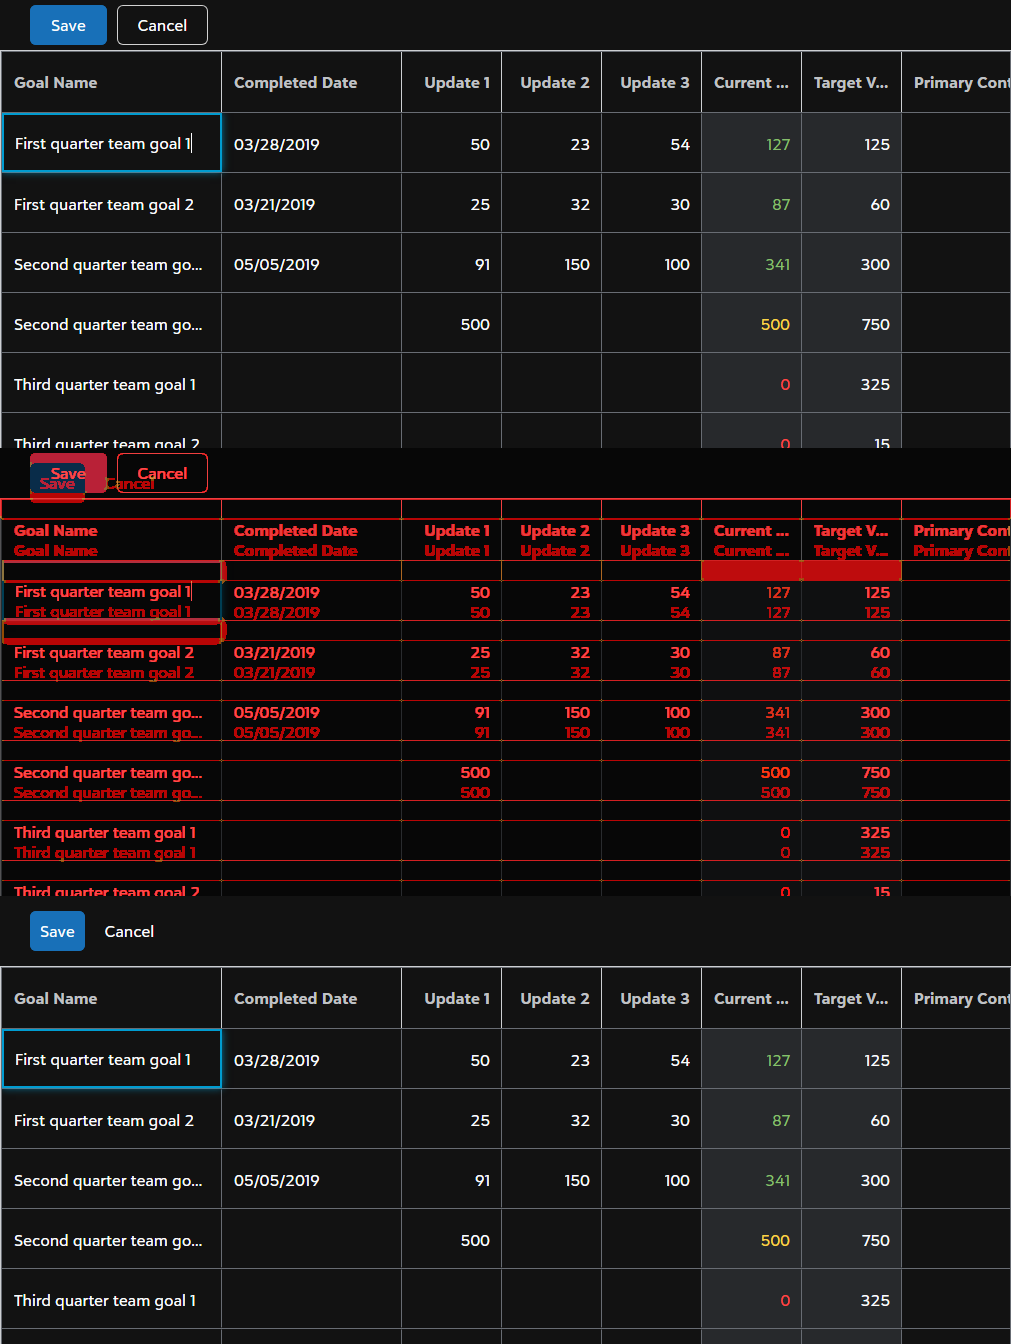 Save Cancel
Goal Name Completed Date Update 1 Update 2 Update 3 Current ... Target V... Primary Cont
First quarter team goal 1 03/28/2019 50 23 54 127 125
First quarter team goal 2 03/21/2019 25 32 30 87 60
Second quarter team go... 05/05/2019 91 150 100 341 300
Second quarter team go... 500 500 750
Third quarter team goal 1 0 325
Third quarter team goal 2 0 15
Save Cancel
Save Cancel
Goal Name Completed Date Update 1 Update 2 Update 3 Current ... Target V... Primary Cont
Goal Name Completed Date Update 1 Update 2 Update 3 Current ... Target V... Primary Cont
First quarter team goal 1 03/28/2019 50 23 54 127 125
First quarter team goal 1 03/28/2019 50 23 54 127 125
First quarter team goal 2 03/21/2019 25 32 30 87 60
First quarter team goal 2 03/21/2019 25 32 30 87 60
Second quarter team go... 05/05/2019 91 150 100 341 300
Second quarter team go... 05/05/2019 91 150 100 341 300
Second quarter team go... 500 500 750
Second quarter team go... 500 500 750
Third quarter team goal 1 0 325
Third quarter team goal 1 0 325
Third quarter team goal 2 0 15
Save Cancel
Goal Name Completed Date Update 1 Update 2 Update 3 Current ... Target V... Primary Cont
First quarter team goal 1 03/28/2019 50 23 54 127 125
First quarter team goal 2 03/21/2019 25 32 30 87 60
Second quarter team go... 05/05/2019 91 150 100 341 300
Second quarter team go... 500 500 750
Third quarter team goal 1 0 325